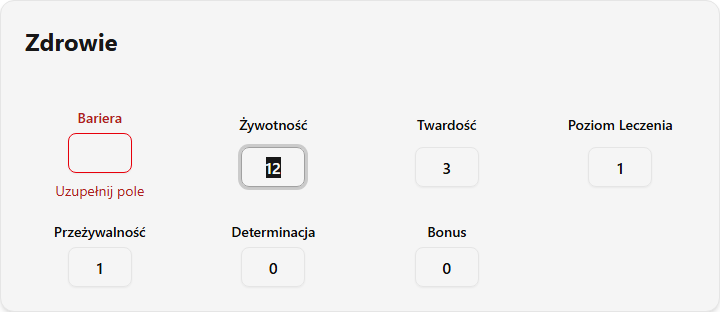 Zdrowie
Bariera
Żywotność
Twardość
Poziom Leczenia
12
3
1
Uzupełnij pole
Przeżywalność
Determinacja
Bonus
1
0
0